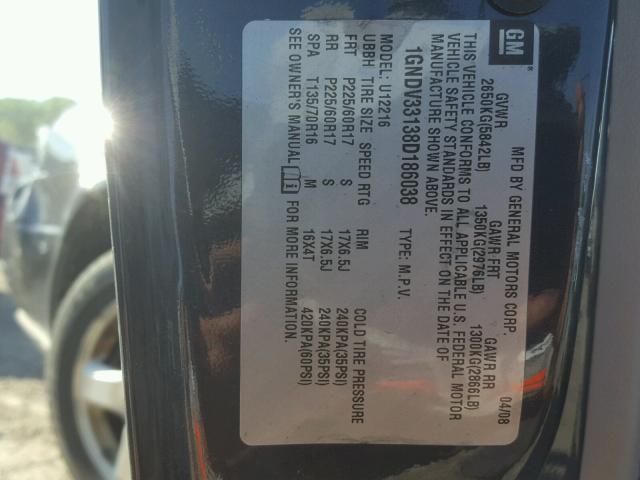 GM
MFD BY GENERAL MOTORS CORP. 04/08
GVWR GAWR FRT GAWR RR
2650KG(5842LB) 1350KG(2976LB) 1300KG(2866LB)
THIS VEHICLE CONFORMS TO ALL APPLICABLE U.S. FEDERAL MOTOR
VEHICLE SAFETY STANDARDS IN EFFECT ON THE DATE OF
MANUFACTURE SHOWN ABOVE.
1GNDV33138D186038 TYPE: M.P.V.
MODEL: U12216
UBBH TIRE SIZE SPEED RTG RIM COLD TIRE PRESSURE
FRT P225/60R17 S 17X6.5J 240KPA(35PSI)
RR P225/60R17 S 17X6.5J 240KPA(35PSI)
SPA T135/70R16 M 16X4T 420KPA(60PSI)
SEE OWNER'S MANUAL FOR MORE INFORMATION.